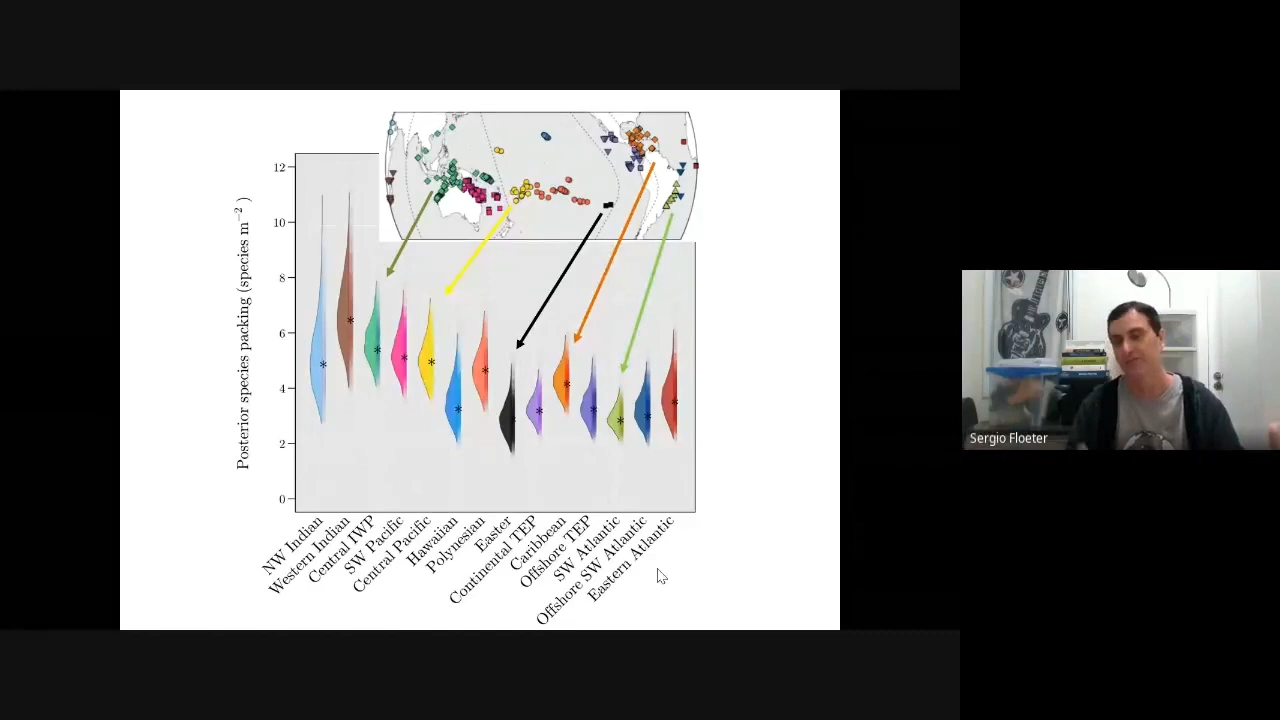 12
10
8
6
4
2
0
Posterior species packing (species m⁻²)
NW Indian
Western Indian
Central IWP
SW Pacific
Central Pacific
Hawaiian
Polynesian
Easter
Continental TEP
Caribbean
Offshore TEP
SW Atlantic
Offshore SW Atlantic
Eastern Atlantic
Sergio Floeter